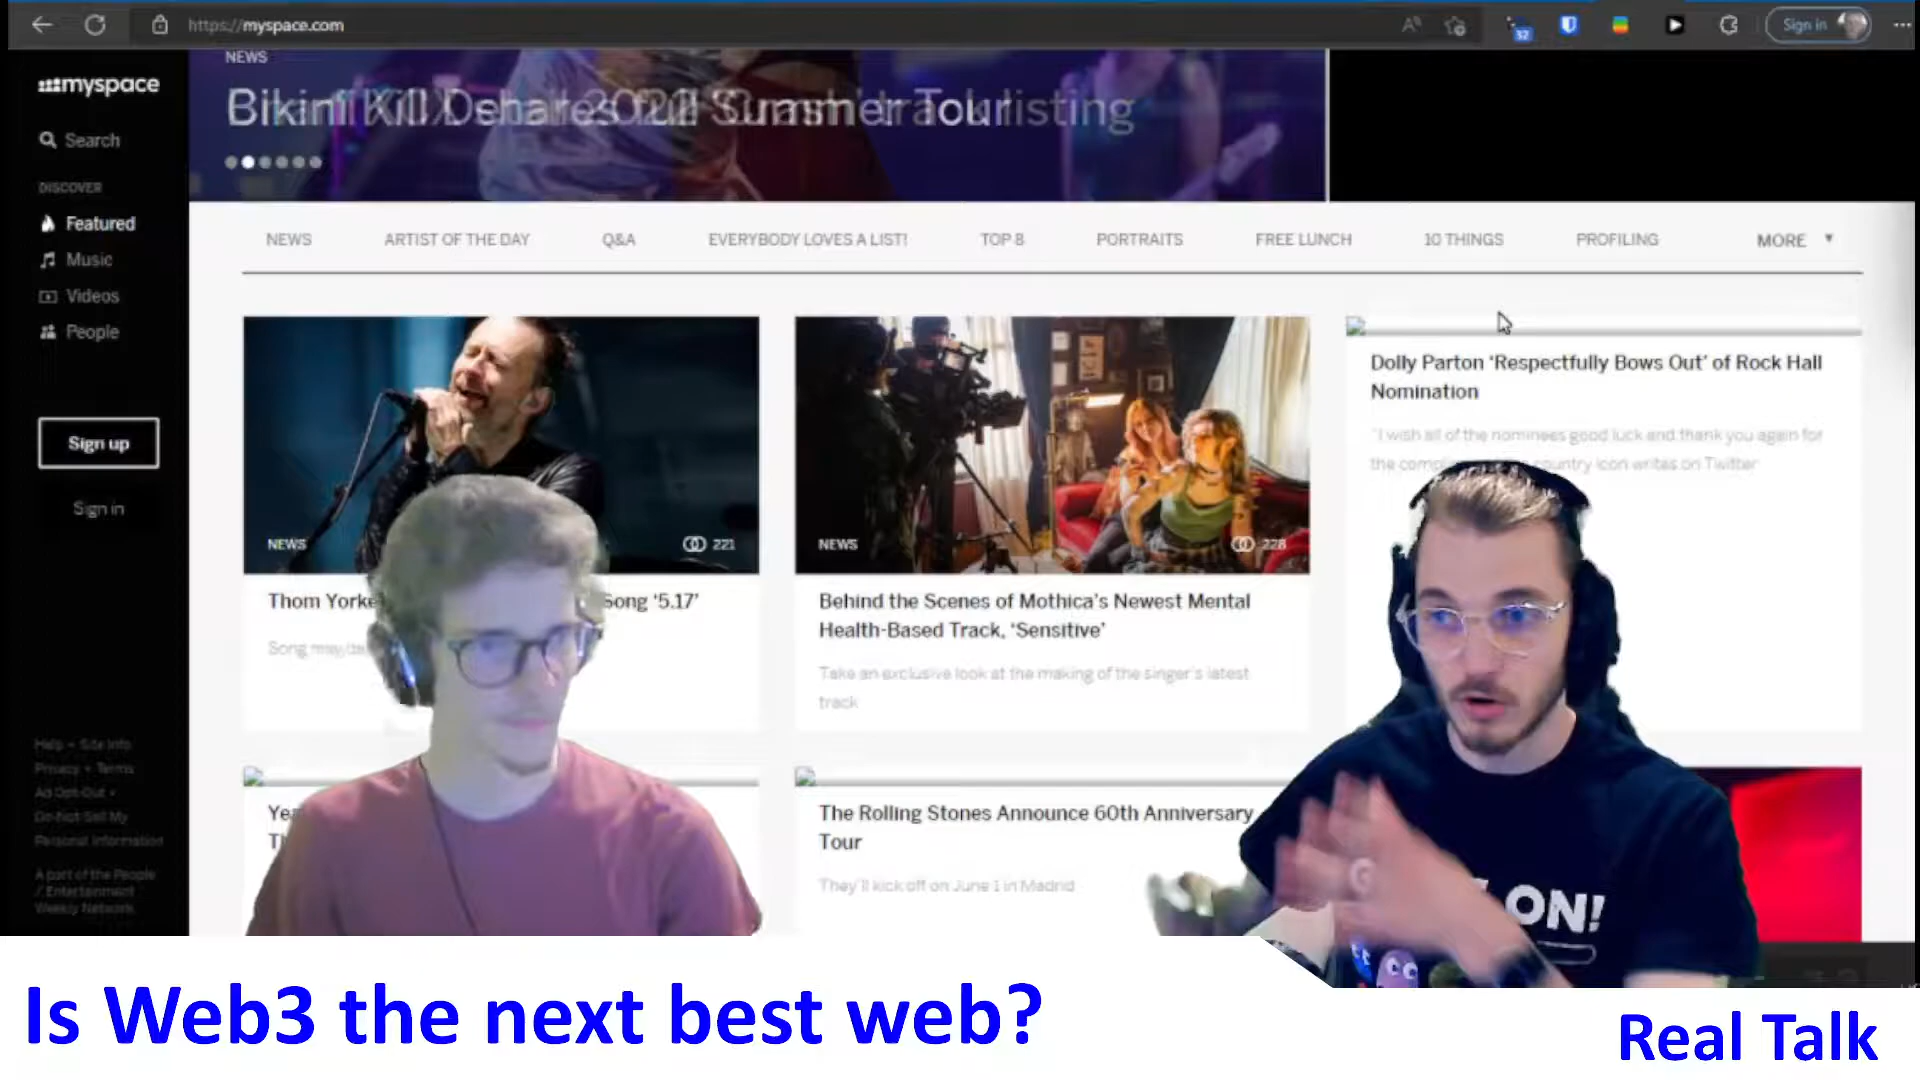 https://myspace.com
Sign in
32
myspace
Search
DISCOVER
Featured
Music
Videos
People
Sign up
Sign in
Help + Site Info
Privacy + Terms
Ad Opt-Out +
Do Not Sell My
Personal Information
A part of the People
/ Entertainment
Weekly Network.
NEWS
Bikini Kill shares full Summer Tour listing
NEWS
ARTIST OF THE DAY
Q&A
EVERYBODY LOVES A LIST!
TOP 8
PORTRAITS
FREE LUNCH
10 THINGS
PROFILING
MORE
NEWS
221
Thom Yorke
Song ‘5.17’
Song may be
NEWS
228
Behind the Scenes of Mothica’s Newest Mental
Health-Based Track, ‘Sensitive’
Take an exclusive look at the making of the singer’s latest
track
Dolly Parton ‘Respectfully Bows Out’ of Rock Hall
Nomination
“I wish all of the nominees good luck and thank you again for
the country icon writes on Twitter
The Rolling Stones Announce 60th Anniversary
Tour
They’ll kick off on June 1 in Madrid
ON!
Is Web3 the next best web?
Real Talk